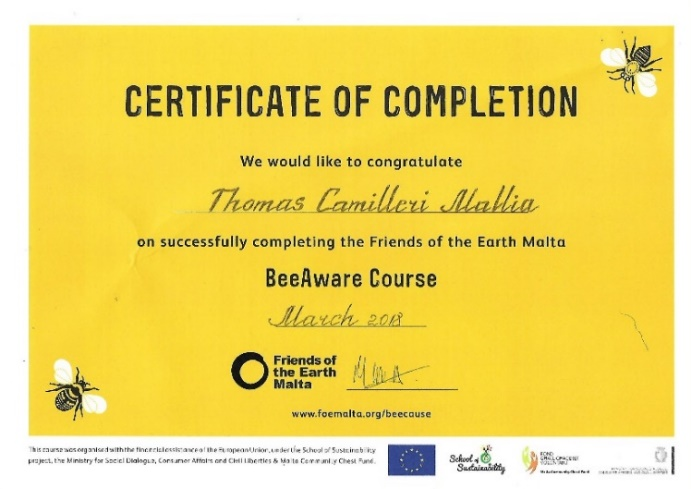 CERTIFICATE OF COMPLETION
We would like to congratulate
Thomas Camilleri Mallia
on successfully completing the Friends of the Earth Malta
BeeAware Course
March 2018
Friends of
the Earth
Malta
www.foemalta.org/beecause
This course was organised with the financial assistance of the European Union, under the School of Sustainability
project, the Ministry for Social Dialogue, Consumer Affairs and Civil Liberties & Malta Community Chest Fund.
School of
Sustainability